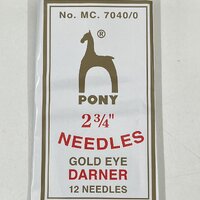 No. MC. 7040/0
®
PONY
2 ¾"
NEEDLES
GOLD EYE
DARNER
12 NEEDLES